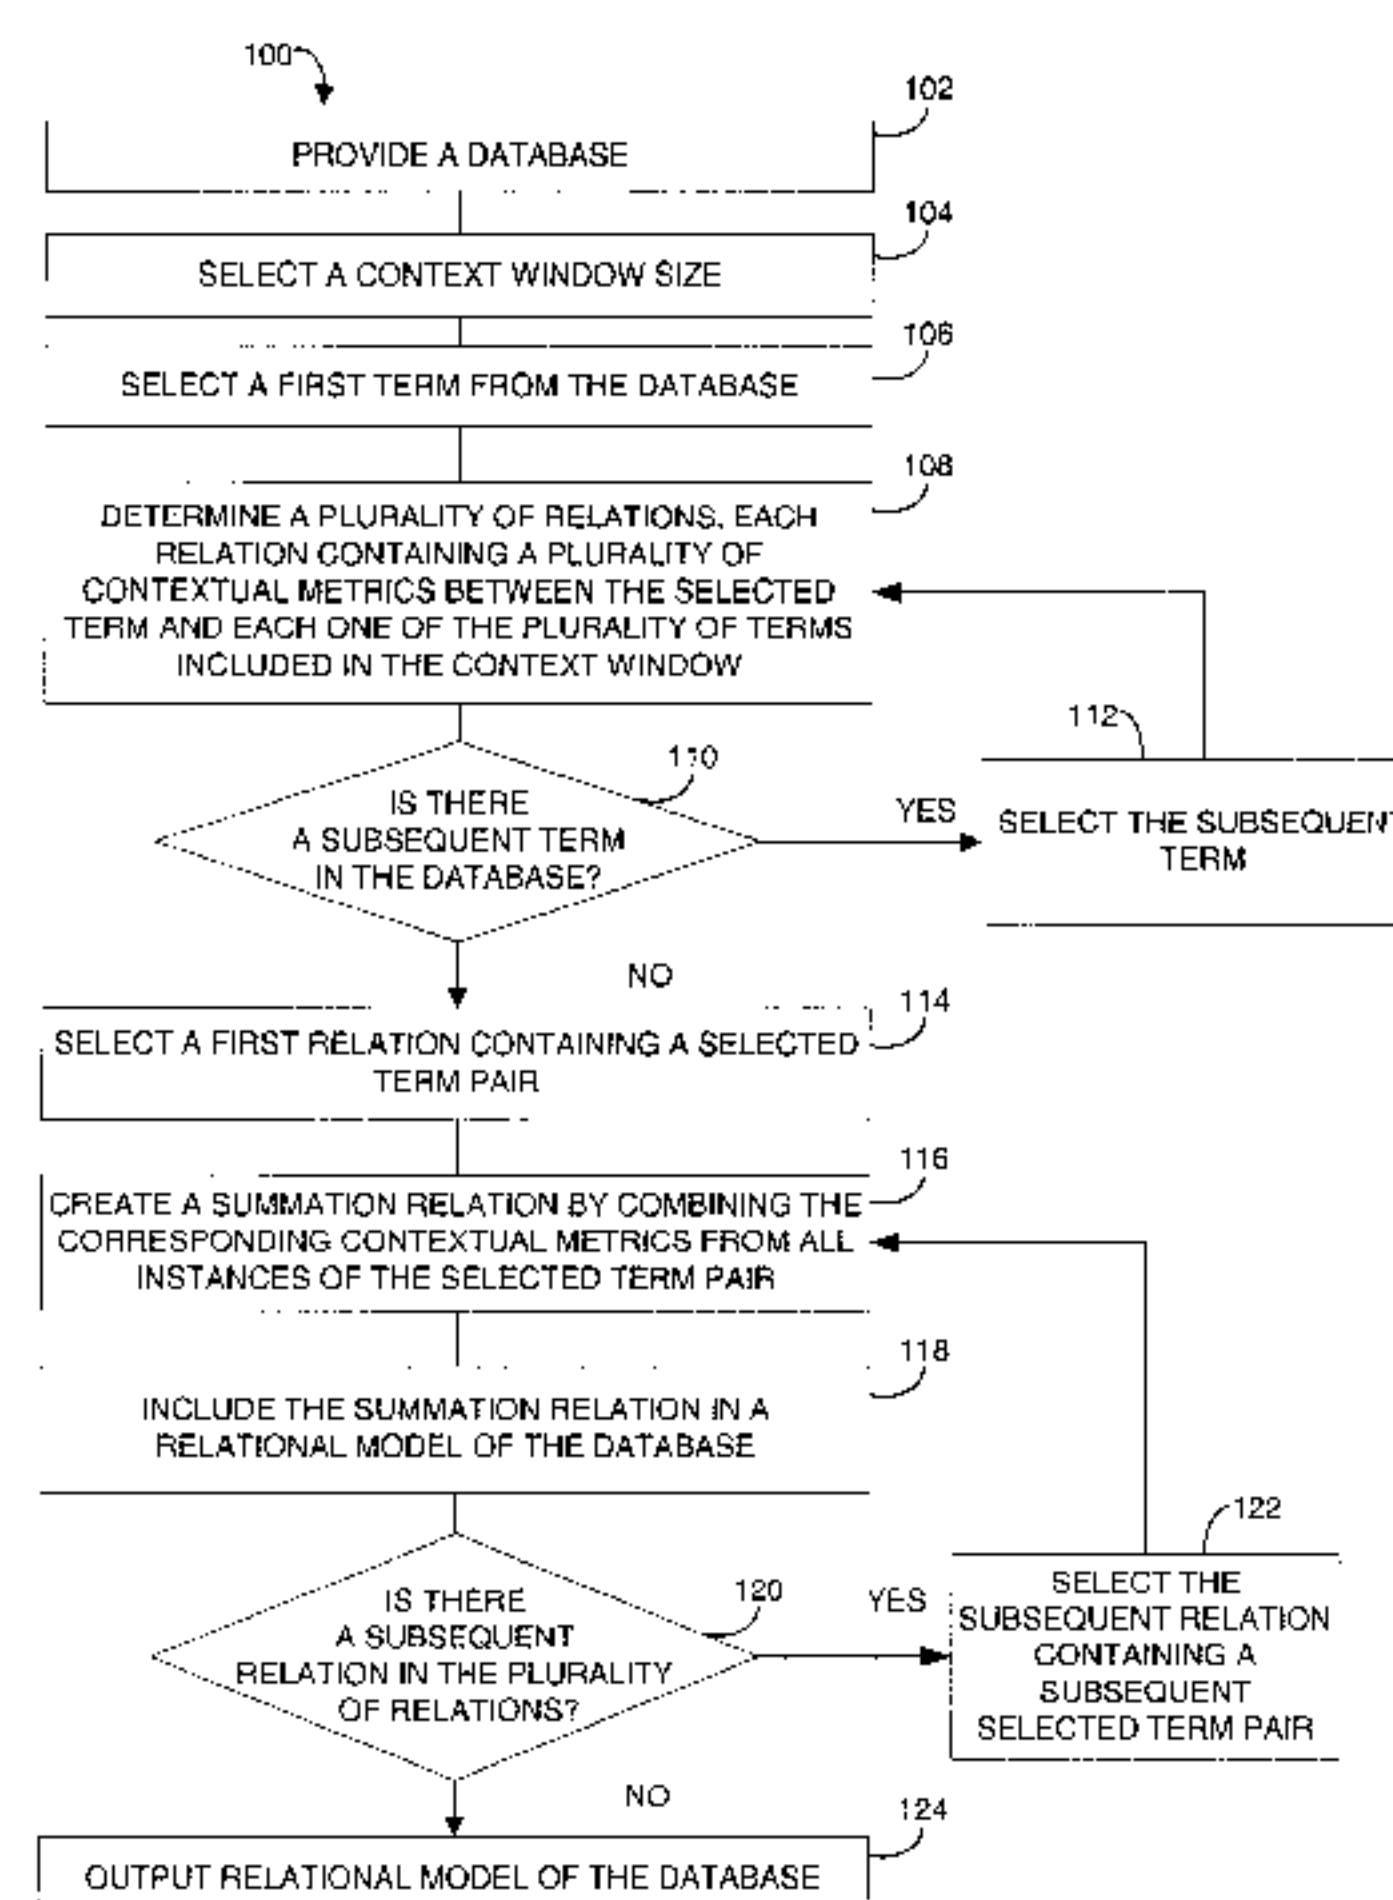 100
102
PROVIDE A DATABASE
104
SELECT A CONTEXT WINDOW SIZE
106
SELECT A FIRST TERM FROM THE DATABASE
108
DETERMINE A PLURALITY OF RELATIONS, EACH
RELATION CONTAINING A PLURALITY OF
CONTEXTUAL METRICS BETWEEN THE SELECTED
TERM AND EACH ONE OF THE PLURALITY OF TERMS
INCLUDED IN THE CONTEXT WINDOW
110
IS THERE
A SUBSEQUENT TERM
IN THE DATABASE?
YES
112
SELECT THE SUBSEQUENT
TERM
NO
114
SELECT A FIRST RELATION CONTAINING A SELECTED
TERM PAIR
116
CREATE A SUMMATION RELATION BY COMBINING THE
CORRESPONDING CONTEXTUAL METRICS FROM ALL
INSTANCES OF THE SELECTED TERM PAIR
118
INCLUDE THE SUMMATION RELATION IN A
RELATIONAL MODEL OF THE DATABASE
120
IS THERE
A SUBSEQUENT
RELATION IN THE PLURALITY
OF RELATIONS?
YES
122
SELECT THE
SUBSEQUENT RELATION
CONTAINING A
SUBSEQUENT
SELECTED TERM PAIR
NO
124
OUTPUT RELATIONAL MODEL OF THE DATABASE